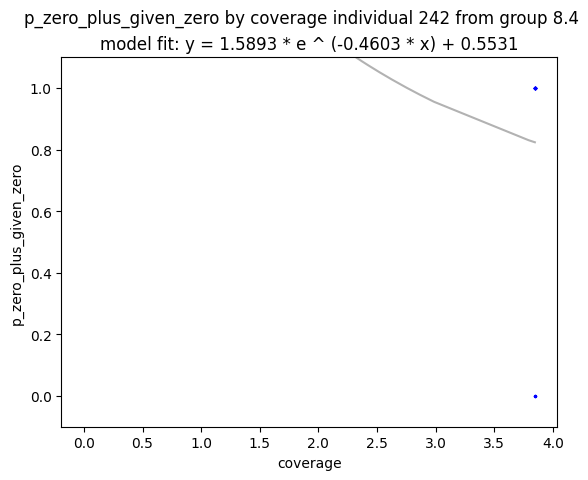 p_zero_plus_given_zero by coverage individual 242 from group 8.4
model fit: y = 1.5893 * e ^ (-0.4603 * x) + 0.5531
p_zero_plus_given_zero
1.0
0.8
0.6
0.4
0.2
0.0
0.0 0.5 1.0 1.5 2.0 2.5 3.0 3.5 4.0
coverage